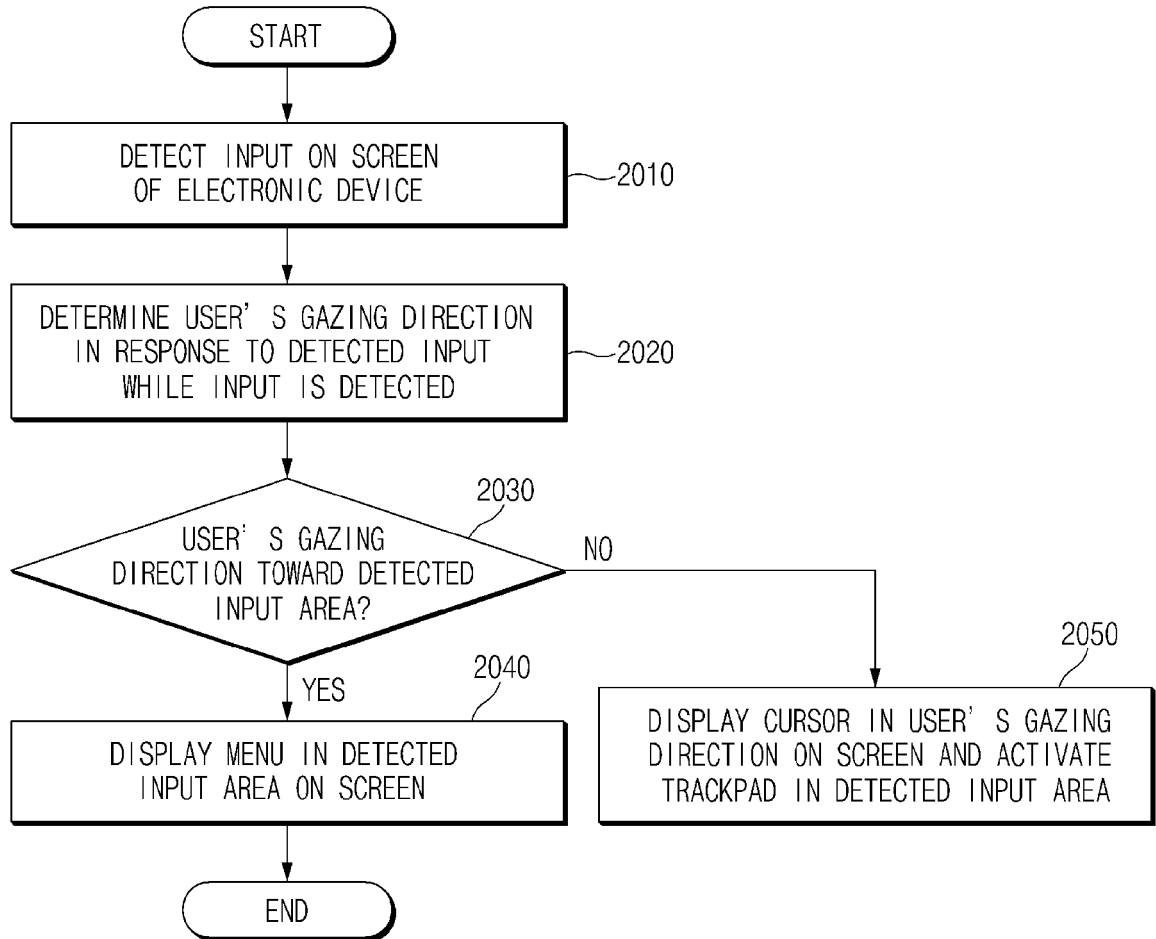 START
DETECT INPUT ON SCREEN
OF ELECTRONIC DEVICE
2010
DETERMINE USER' S GAZING DIRECTION
IN RESPONSE TO DETECTED INPUT
WHILE INPUT IS DETECTED
2020
2030
USER' S GAZING
DIRECTION TOWARD DETECTED
INPUT AREA?
NO
YES
2040
DISPLAY MENU IN DETECTED
INPUT AREA ON SCREEN
2050
DISPLAY CURSOR IN USER' S GAZING
DIRECTION ON SCREEN AND ACTIVATE
TRACKPAD IN DETECTED INPUT AREA
END